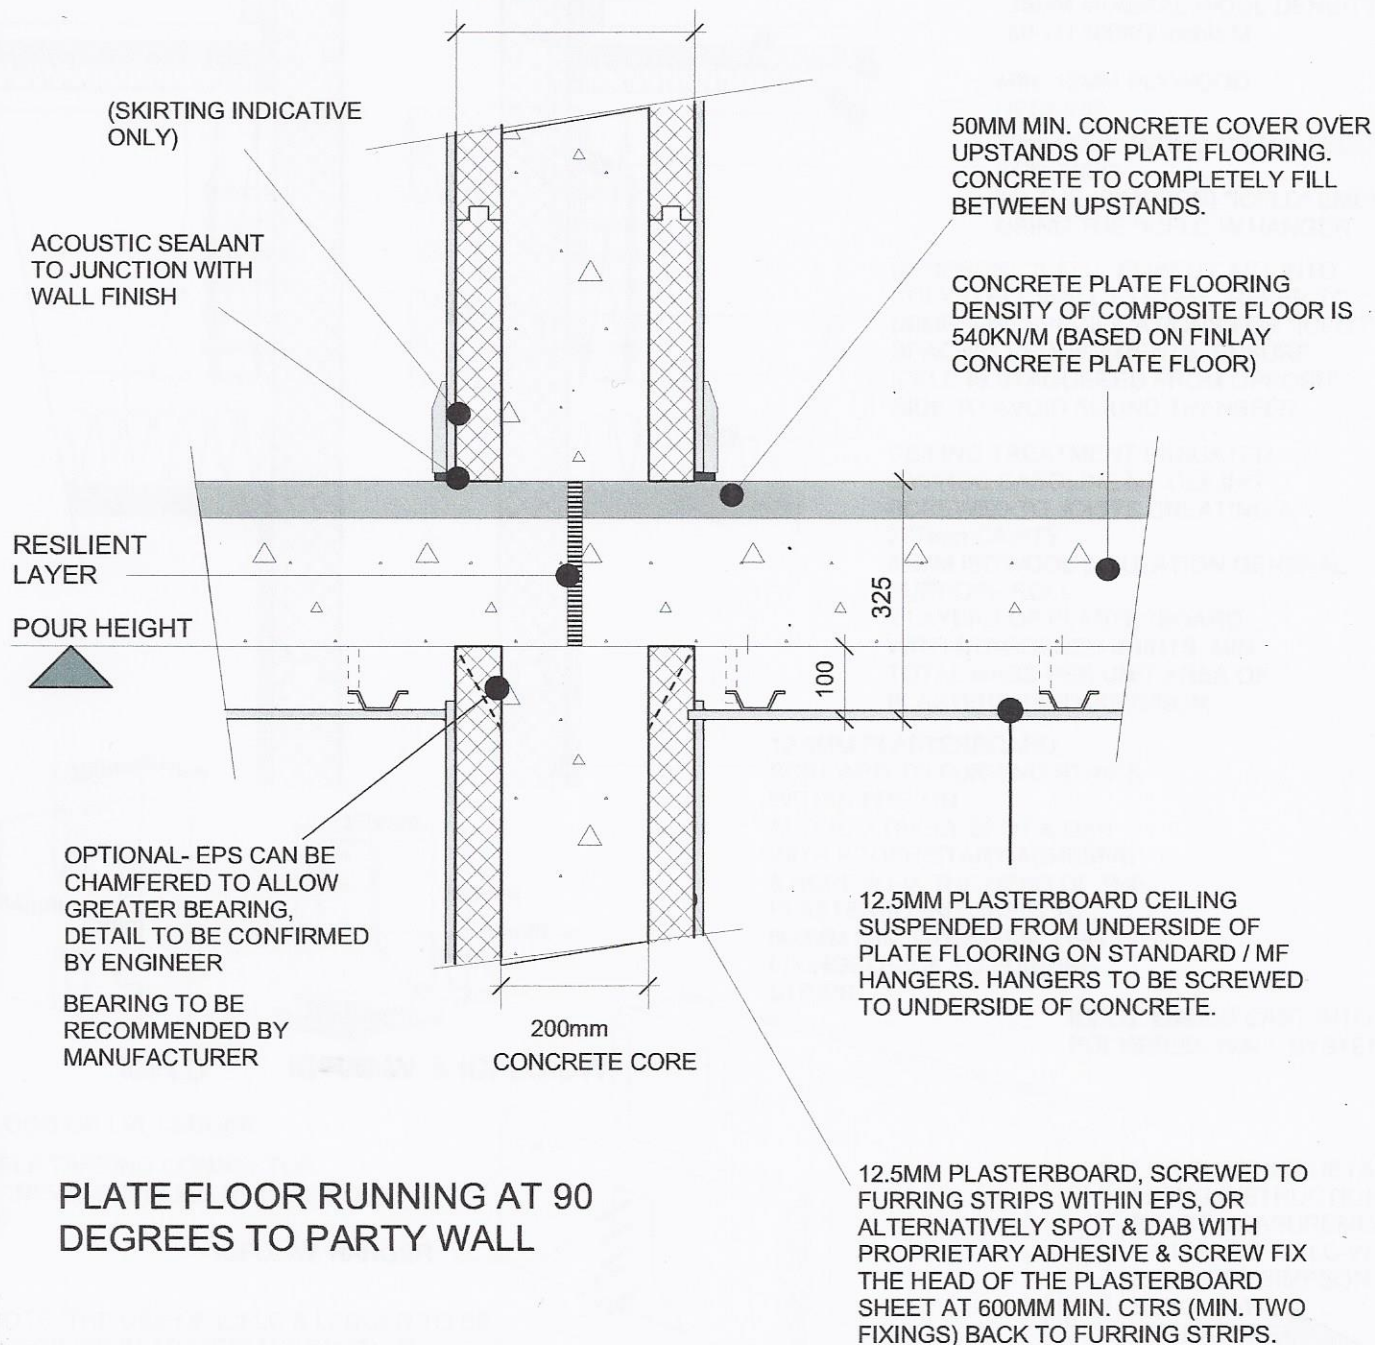 (SKIRTING INDICATIVE
ONLY)
ACOUSTIC SEALANT
TO JUNCTION WITH
WALL FINISH
50MM MIN. CONCRETE COVER OVER
UPSTANDS OF PLATE FLOORING.
CONCRETE TO COMPLETELY FILL
BETWEEN UPSTANDS.
CONCRETE PLATE FLOORING
DENSITY OF COMPOSITE FLOOR IS
540KN/M (BASED ON FINLAY
CONCRETE PLATE FLOOR)
RESILIENT
LAYER
POUR HEIGHT
325
100
OPTIONAL- EPS CAN BE
CHAMFERED TO ALLOW
GREATER BEARING,
DETAIL TO BE CONFIRMED
BY ENGINEER
BEARING TO BE
RECOMMENDED BY
MANUFACTURER
200mm
CONCRETE CORE
12.5MM PLASTERBOARD CEILING
SUSPENDED FROM UNDERSIDE OF
PLATE FLOORING ON STANDARD / MF
HANGERS. HANGERS TO BE SCREWED
TO UNDERSIDE OF CONCRETE.
PLATE FLOOR RUNNING AT 90
DEGREES TO PARTY WALL
12.5MM PLASTERBOARD, SCREWED TO
FURRING STRIPS WITHIN EPS, OR
ALTERNATIVELY SPOT & DAB WITH
PROPRIETARY ADHESIVE & SCREW FIX
THE HEAD OF THE PLASTERBOARD
SHEET AT 600MM MIN. CTRS (MIN. TWO
FIXINGS) BACK TO FURRING STRIPS.